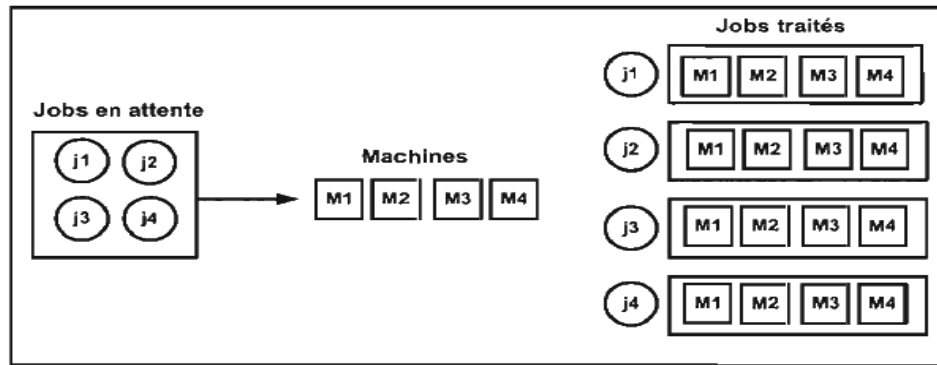 Jobs en attente
j1 j2
j3 j4
Machines
M1 M2 M3 M4
Jobs traités
j1 M1 M2 M3 M4
j2 M1 M2 M3 M4
j3 M1 M2 M3 M4
j4 M1 M2 M3 M4